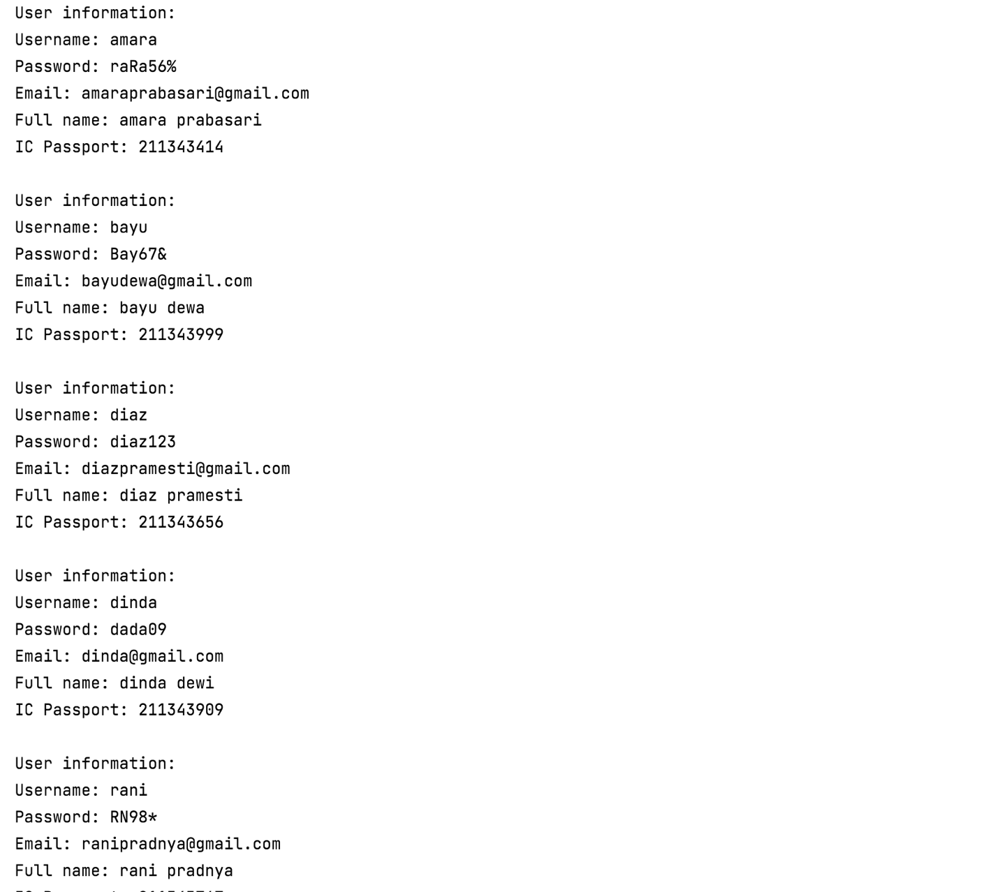 User information:
Username: amara
Password: raRa56%
Email: amaraprabasari@gmail.com
Full name: amara prabasari
IC Passport: 211343414
User information:
Username: bayu
Password: Bay67&
Email: bayudewa@gmail.com
Full name: bayu dewa
IC Passport: 211343999
User information:
Username: diaz
Password: diaz123
Email: diazpramesti@gmail.com
Full name: diaz pramesti
IC Passport: 211343656
User information:
Username: dinda
Password: dada09
Email: dinda@gmail.com
Full name: dinda dewi
IC Passport: 211343909
User information:
Username: rani
Password: RN98*
Email: ranipradnya@gmail.com
Full name: rani pradnya